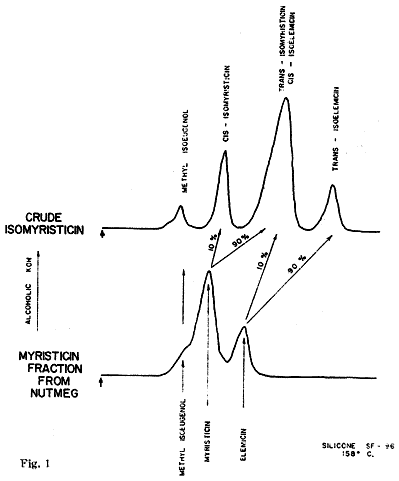 METHYL ISOEUGENOL
CIS - ISOMYRISTICIN
TRANS - ISOMYRISTICIN
CIS - ISOELEMICIN
TRANS - ISOELEMICIN
CRUDE
ISOMYRISTICIN
10 %
90%
10 %
90 %
ALCOHOLIC KOH
MYRISTICIN
FRACTION
FROM
NUTMEG
METHYL ISOEUGENOL
MYRISTICIN
ELEMICIN
SILICONE SF - 96
158° C.
Fig. 1